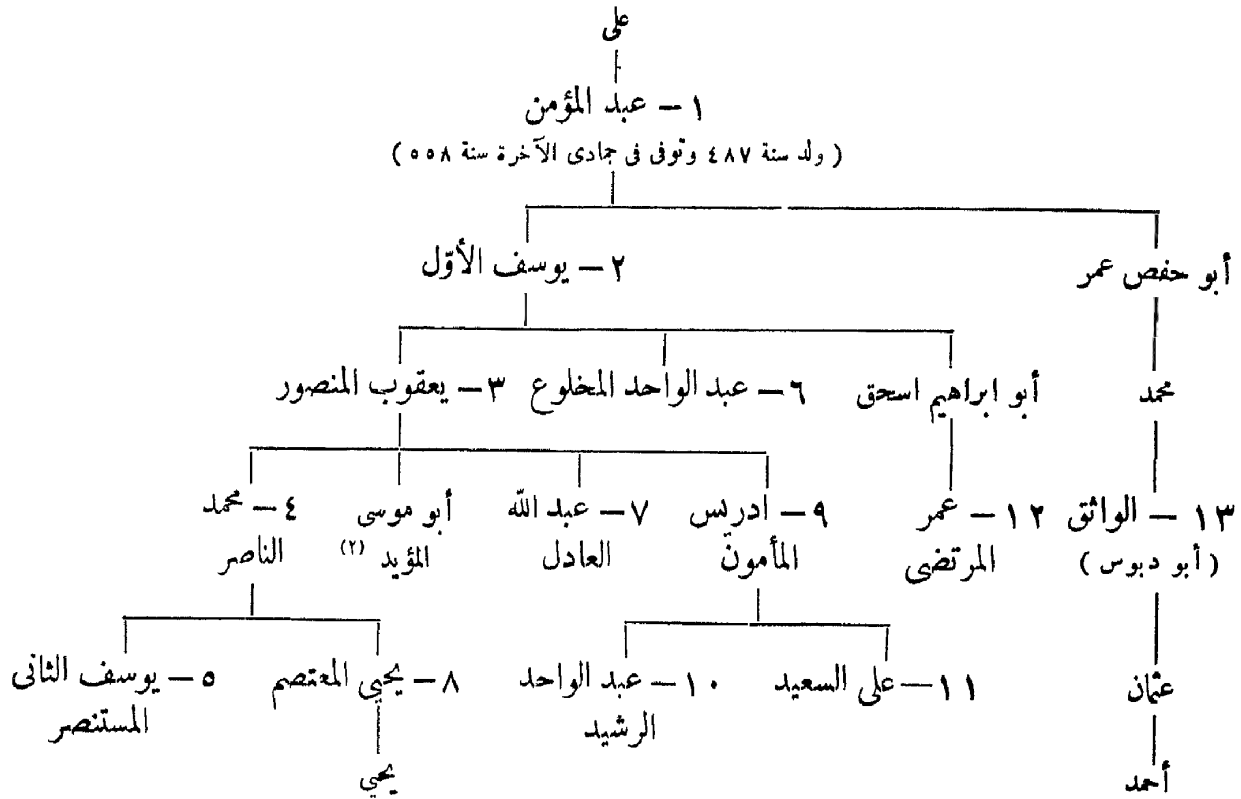 على
١ – عبد المؤمن
( ولد سنة ٤٨٧ وتوفى فى جمادى الآخرة سنة ٥٥٨ )
أبو حفص عمر
٢ – يوسف الأوّل
محمد
أبو ابراهيم اسحق
٦ – عبد الواحد المخلوع
٣ – يعقوب المنصور
١٣ – الواثق
( أبو دبوس )
١٢ – عمر
المرتضى
٩ – ادريس
المأمون
٧ – عبد الله
العادل
أبو موسى
المؤيد (٢)
٤ – محمد
الناصر
عثمان
١١ – على السعيد
١٠ – عبد الواحد
الرشيد
٨ – يحيى المعتصم
٥ – يوسف الثانى
المستنصر
أحمد
يحيى